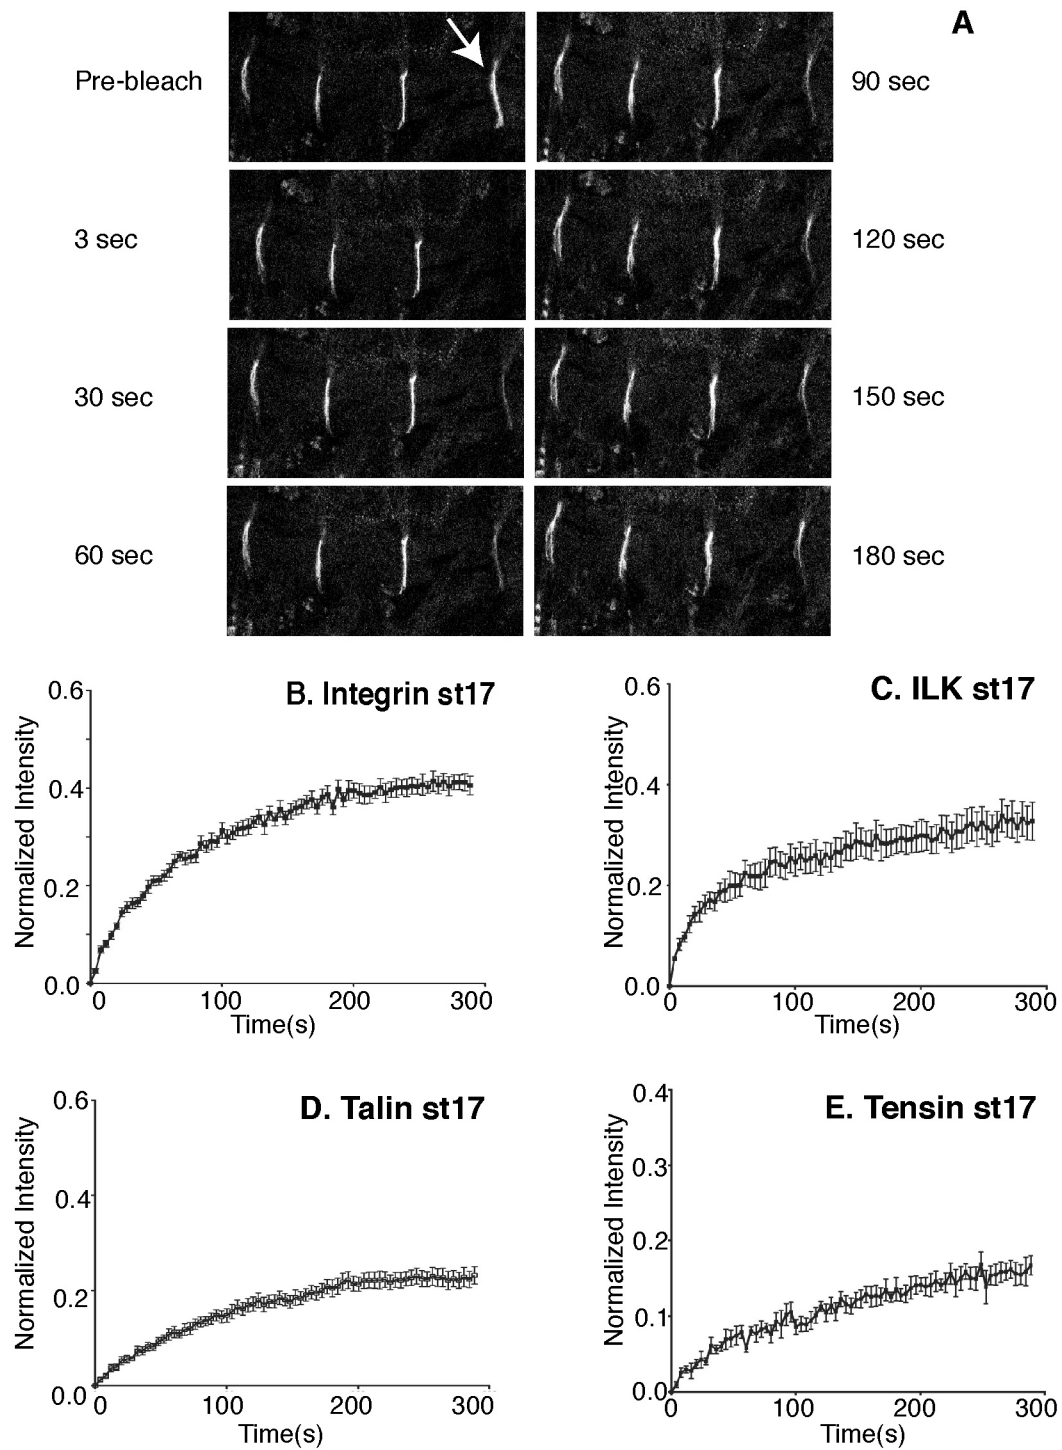 A
Pre-bleach
90 sec
3 sec
120 sec
30 sec
150 sec
60 sec
180 sec
B. Integrin st17
Normalized Intensity
0.6
0.4
0.2
0.0
0 100 200 300
Time(s)
C. ILK st17
Normalized Intensity
0.6
0.4
0.2
0.0
0 100 200 300
Time(s)
D. Talin st17
Normalized Intensity
0.6
0.4
0.2
0.0
0 100 200 300
Time(s)
E. Tensin st17
Normalized Intensity
0.4
0.3
0.2
0.1
0.0
0 100 200 300
Time(s)